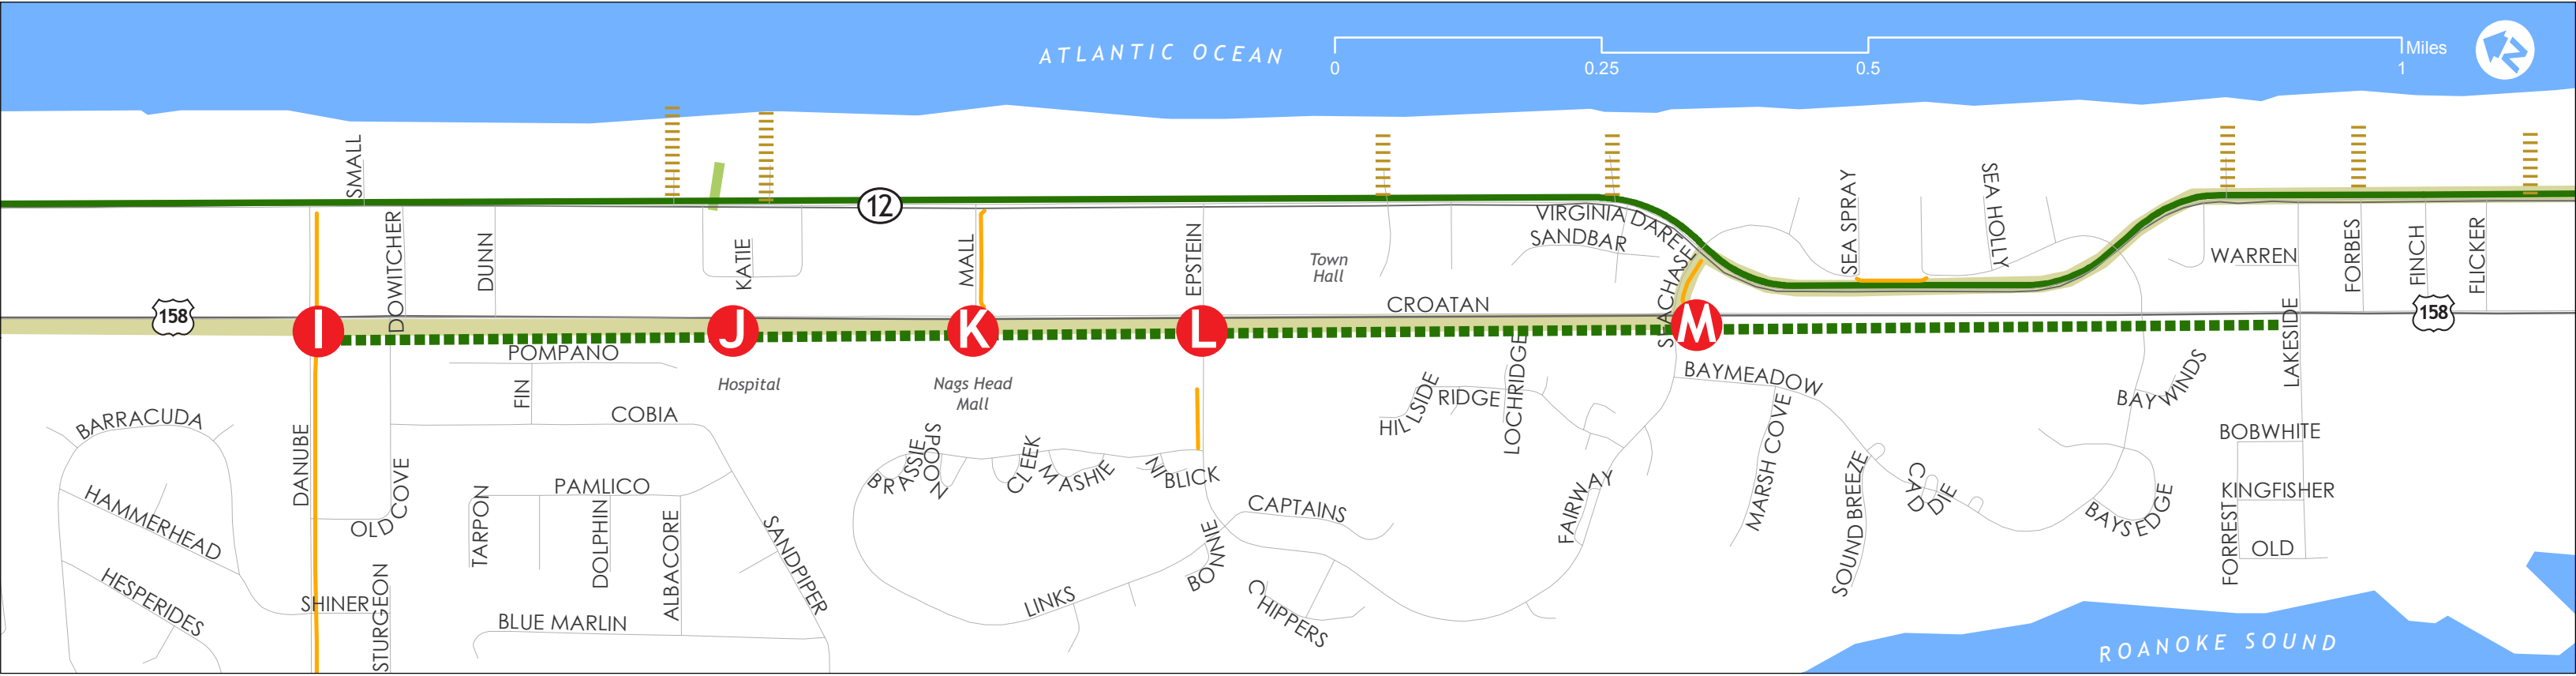 ATLANTIC OCEAN
Miles
0
0.25
0.5
1
N
SMALL
12
DOWITCHER
DUNN
KATIE
MALL
EPSTEIN
Town
Hall
VIRGINIA DARE
SANDBAR
SEACHASE
SEA SPRAY
SEA HOLLY
WARREN
FORBES
FINCH
FLICKER
CROATAN
158
158
I
J
K
L
M
LAKESIDE
POMPANO
FIN
COBIA
Hospital
Nags Head
Mall
HILLSIDE
RIDGE
LOCHRIDGE
BAYMEADOW
BAY WINDS
BARRACUDA
DANUBE
OLD COVE
HAMMERHEAD
HESPERIDES
SHINER
STURGEON
TARPON
PAMLICO
DOLPHIN
ALBACORE
SANDPIPER
BLUE MARLIN
BRASSIE
SPOON
CLEEK
MASHIE
NIBLICK
LINKS
BONNIE
CAPTAINS
CHIPPERS
FAIRWAY
MARSH COVE
SOUND BREEZE
CADDIE
BAYS EDGE
BOBWHITE
KINGFISHER
FORREST
OLD
ROANOKE SOUND